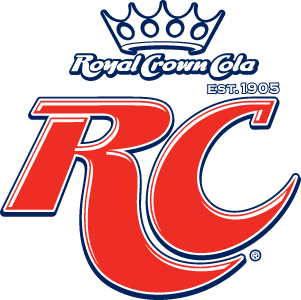 Royal Crown Cola
EST. 1905
RC
®